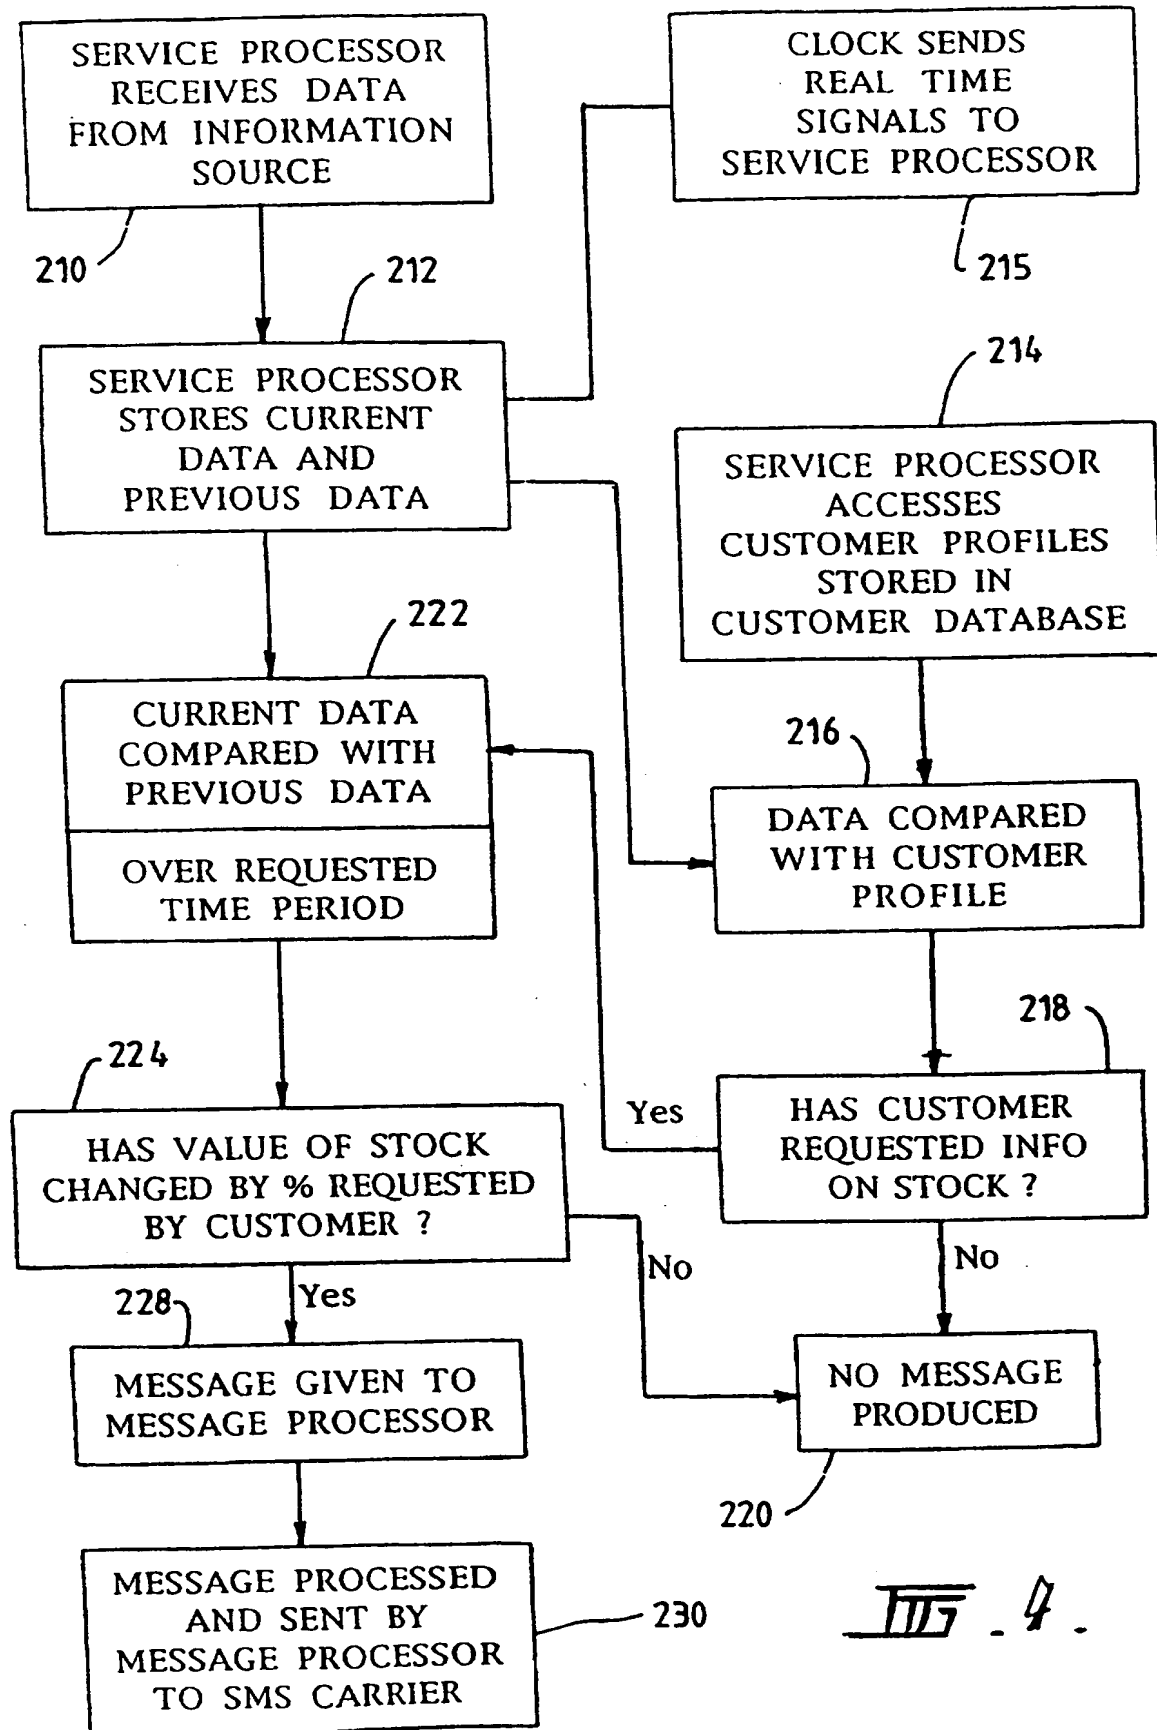 SERVICE PROCESSOR
RECEIVES DATA
FROM INFORMATION
SOURCE
210
CLOCK SENDS
REAL TIME
SIGNALS TO
SERVICE PROCESSOR
215
212
SERVICE PROCESSOR
STORES CURRENT
DATA AND
PREVIOUS DATA
214
SERVICE PROCESSOR
ACCESSES
CUSTOMER PROFILES
STORED IN
CUSTOMER DATABASE
222
CURRENT DATA
COMPARED WITH
PREVIOUS DATA
OVER REQUESTED
TIME PERIOD
216
DATA COMPARED
WITH CUSTOMER
PROFILE
218
HAS CUSTOMER
REQUESTED INFO
ON STOCK ?
Yes
No
224
HAS VALUE OF STOCK
CHANGED BY % REQUESTED
BY CUSTOMER ?
No
Yes
228
MESSAGE GIVEN TO
MESSAGE PROCESSOR
NO MESSAGE
PRODUCED
220
MESSAGE PROCESSED
AND SENT BY
MESSAGE PROCESSOR
TO SMS CARRIER
230
FIG. 4.